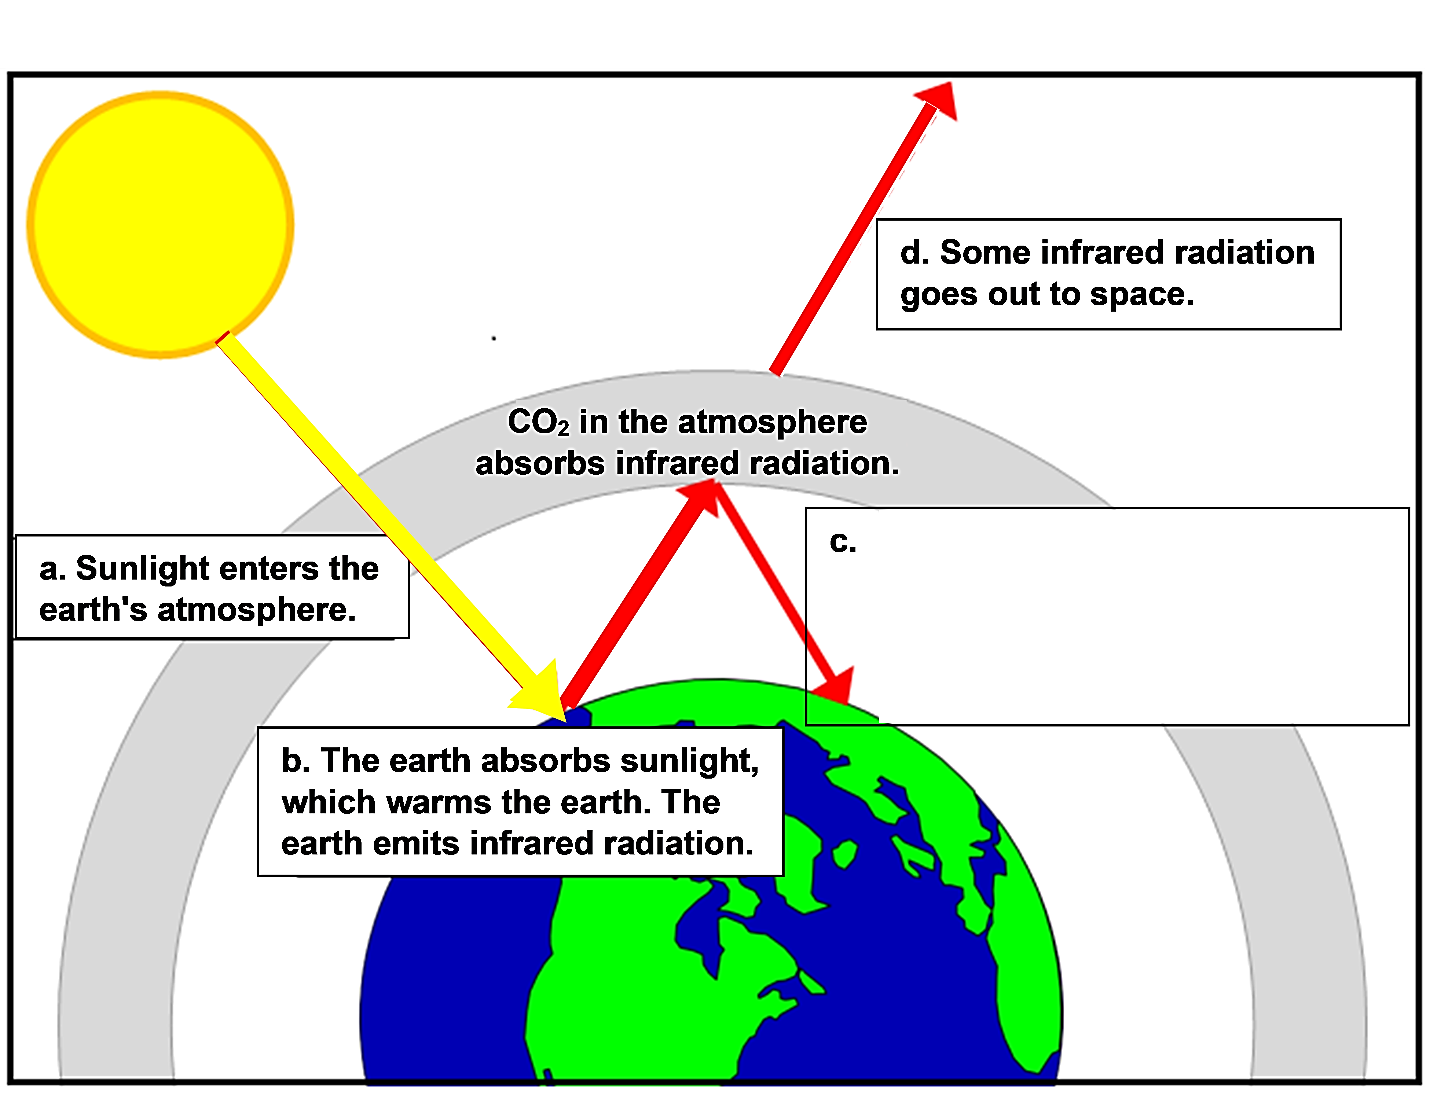 d. Some infrared radiation
goes out to space.
CO₂ in the atmosphere
absorbs infrared radiation.
c.
a. Sunlight enters the
earth's atmosphere.
b. The earth absorbs sunlight,
which warms the earth. The
earth emits infrared radiation.